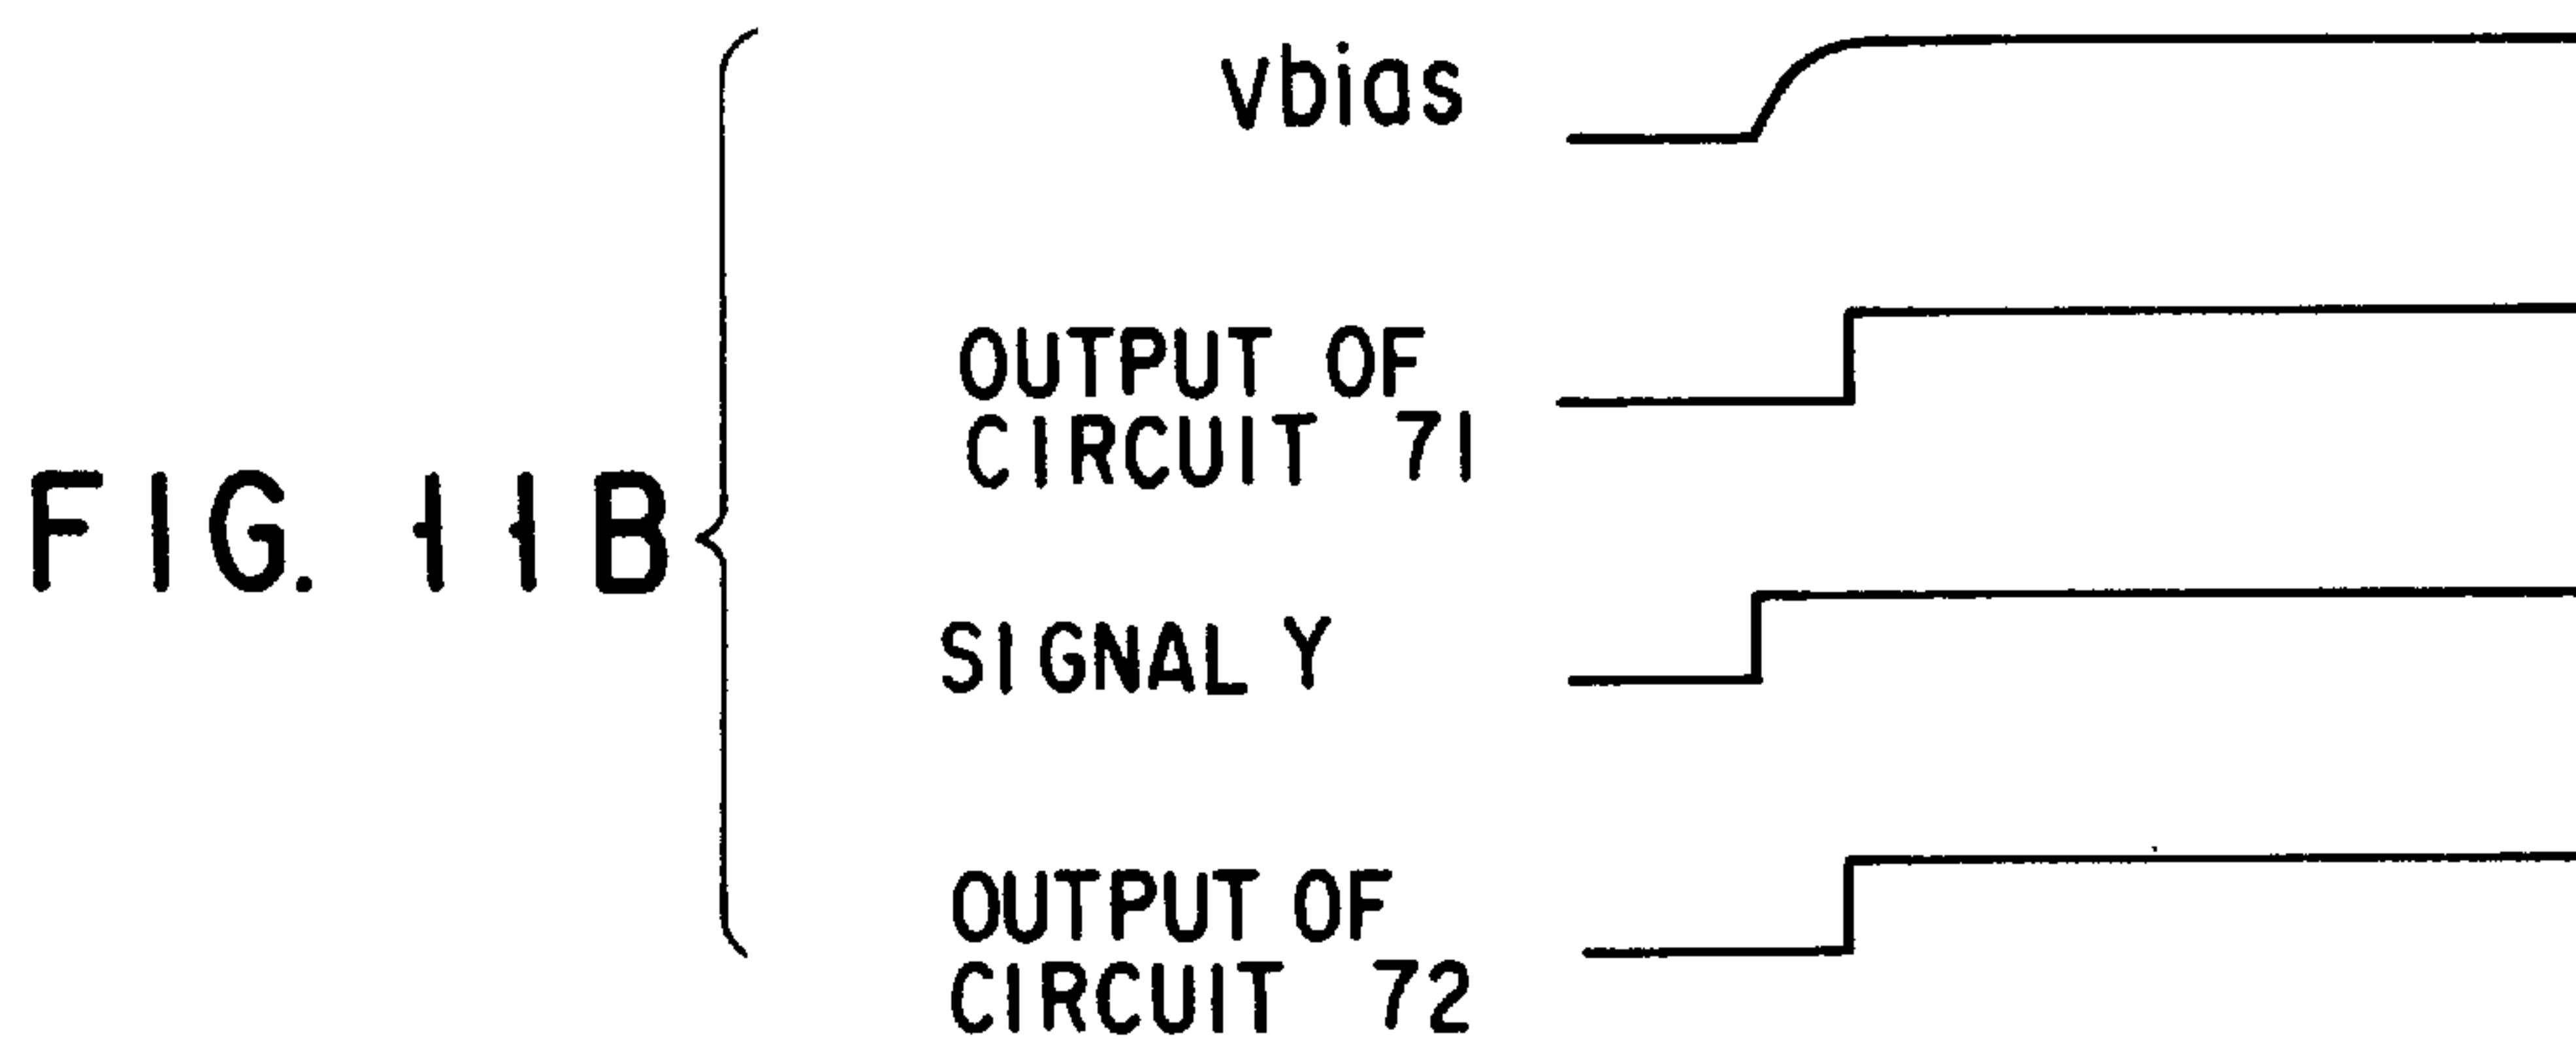 Vbias
OUTPUT OF
CIRCUIT 71
FIG. 11B
SIGNAL Y
OUTPUT OF
CIRCUIT 72